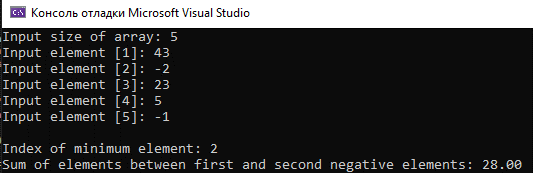 Консоль отладки Microsoft Visual Studio
Input size of array: 5
Input element [1]: 43
Input element [2]: -2
Input element [3]: 23
Input element [4]: 5
Input element [5]: -1
Index of minimum element: 2
Sum of elements between first and second negative elements: 28.00